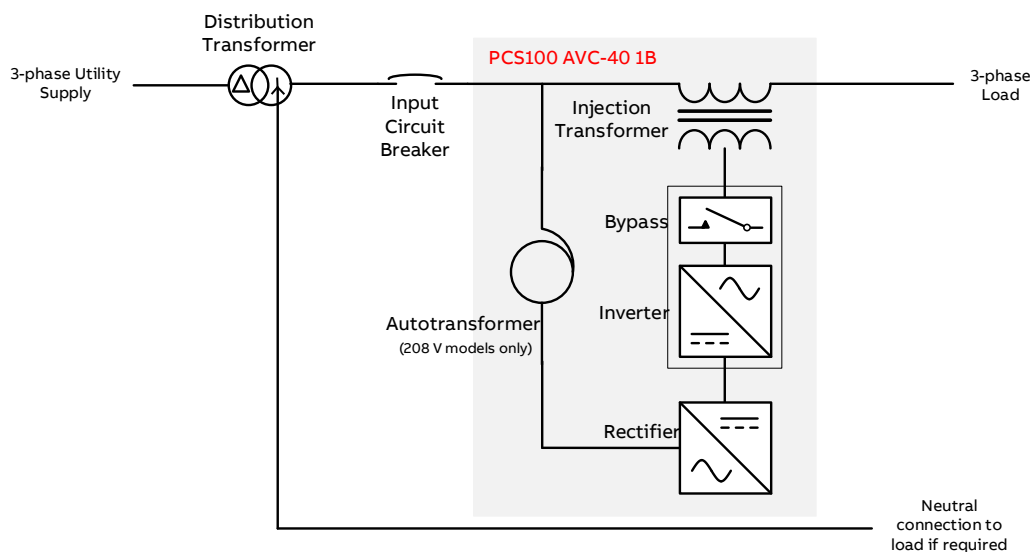 Distribution
Transformer
3-phase Utility
Supply
PCS100 AVC-40 1B
3-phase
Load
Input
Circuit
Breaker
Injection
Transformer
Bypass
Inverter
Autotransformer
(208 V models only)
Rectifier
Neutral
connection to
load if required